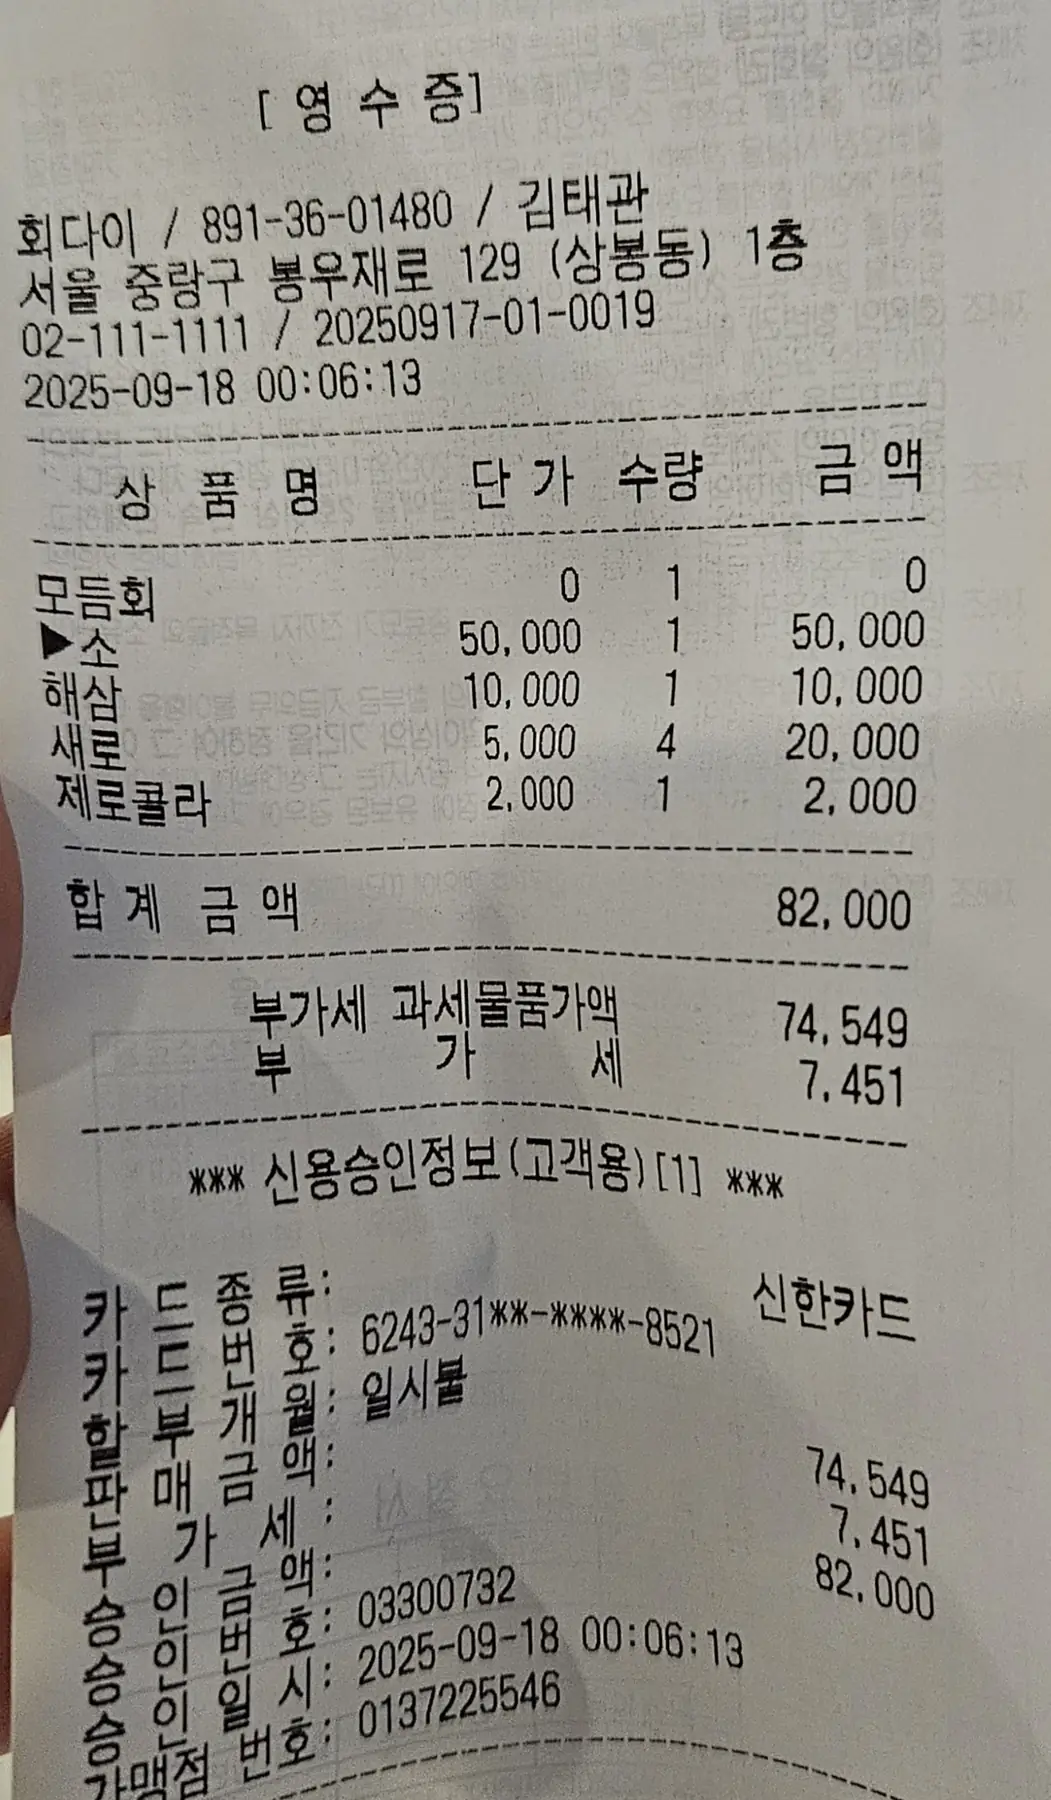 [ 영 수 증 ]
회다이 / 891-36-01480 / 김태관
서울 중랑구 봉우재로 129 (상봉동) 1층
02-111-1111 / 20250917-01-0019
2025-09-18 00:06:13
상 품 명 단 가 수량 금 액
모듬회 0 1 0
▶소 50,000 1 50,000
해삼 10,000 1 10,000
새로 5,000 4 20,000
제로콜라 2,000 1 2,000
합 계 금 액 82,000
부가세 과세물품가액 74,549
부 가 세 7,451
*** 신용승인정보(고객용)[1] ***
카 드 종 류: 신한카드
카 드 번 호: 6243-31**-****-8521
할 부 개 월: 일시불
판 매 금 액: 74,549
부 가 세 : 7,451
승 인 금 액: 82,000
승 인 번 호: 03300732
승 인 일 시: 2025-09-18 00:06:13
가맹점 번호: 0137225546